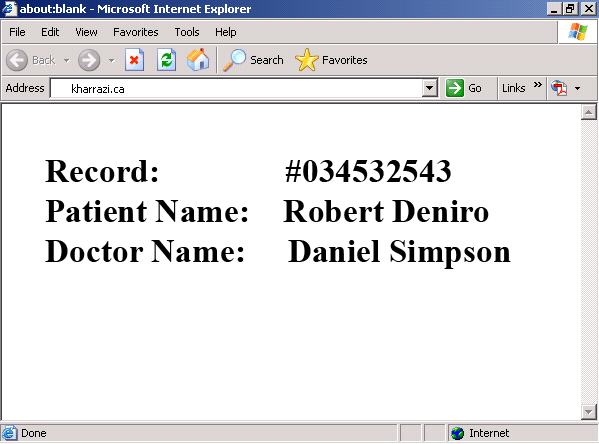 about:blank - Microsoft Internet Explorer
File Edit View Favorites Tools Help
Back Search Favorites
Address kharrazi.ca Go Links »
Record: #034532543
Patient Name: Robert Deniro
Doctor Name: Daniel Simpson
Done Internet